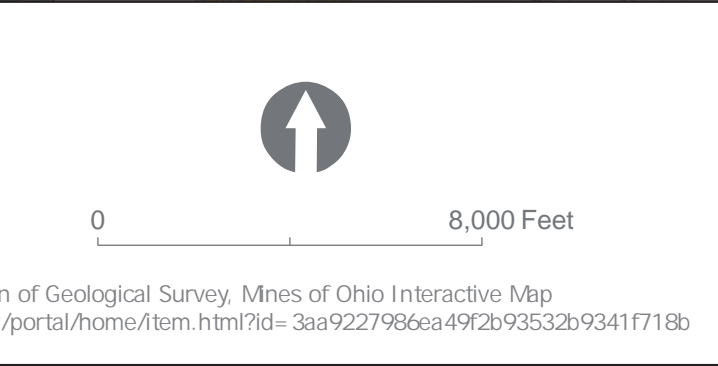 0 8,000 Feet
n of Geological Survey, Mines of Ohio Interactive Map
/portal/home/item.html?id=3aa9227986ea49f2b93532b9341f718b